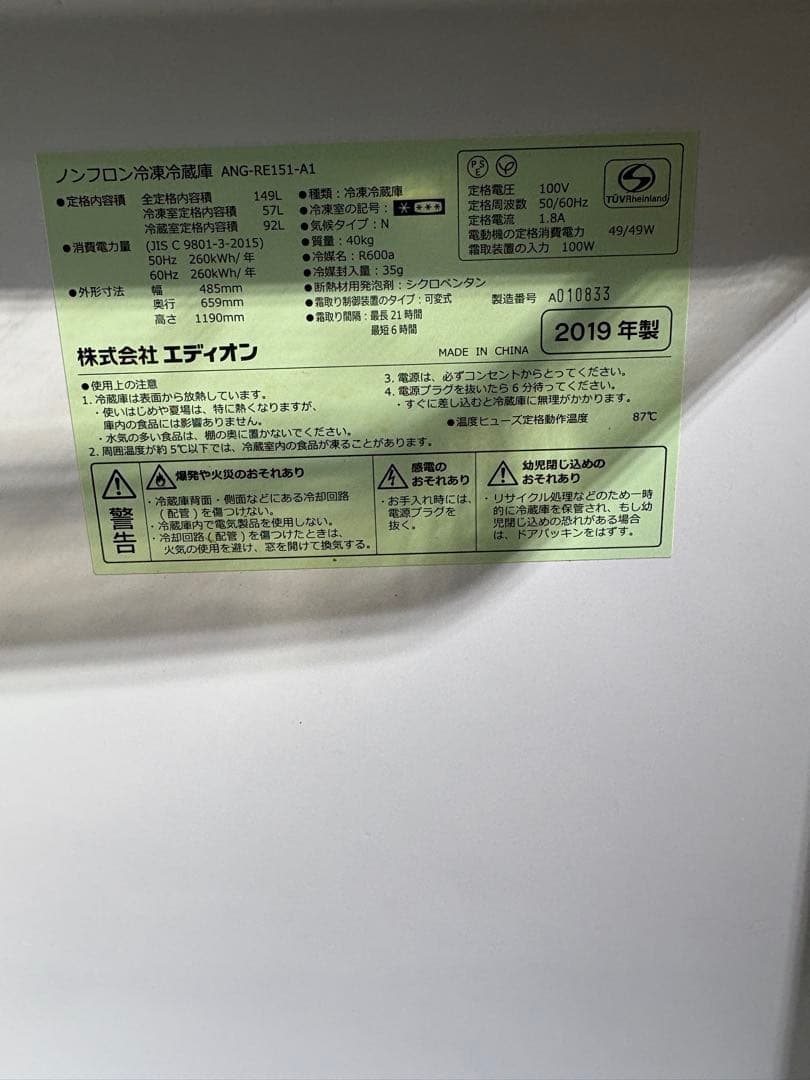 ノンフロン冷凍冷蔵庫 ANG-RE151-A1
●定格内容積 全定格内容積 149L
冷凍室定格内容積 57L
冷蔵室定格内容積 92L
●消費電力量 (JIS C 9801-3-2015)
50Hz 260kWh/年
60Hz 260kWh/年
●外形寸法 幅 485mm
奥行 659mm
高さ 1190mm
●種類：冷凍冷蔵庫
●冷凍室の記号：
●気候タイプ：N
●質量：40kg
●冷媒名：R600a
●冷媒封入量：35g
●断熱材用発泡剤：シクロペンタン
●霜取り制御装置のタイプ：可変式
●霜取り間隔：最長21時間
最短6時間
PSE
TÜVRheinland
定格電圧 100V
定格周波数 50/60Hz
定格電流 1.8A
電動機の定格消費電力 49/49W
霜取装置の入力 100W
製造番号 A010833
株式会社 エディオン
MADE IN CHINA
2019 年製
●使用上の注意
1. 冷蔵庫は表面から放熱しています。
・使いはじめや夏場は、特に熱くなりますが、
庫内の食品には影響ありません。
・水気の多い食品は、棚の奥に置かないでください。
2. 周囲温度が約5℃以下では、冷蔵室内の食品が凍ることがあります。
3. 電源は、必ずコンセントからとってください。
4. 電源プラグを抜いたら6分待ってください。
・すぐに差し込むと冷蔵庫に無理がかかります。
●温度ヒューズ定格動作温度 87℃
警告
爆発や火災のおそれあり
・冷蔵庫背面・側面などにある冷却回路
(配管)を傷つけない。
・冷蔵庫内で電気製品を使用しない。
・冷却回路(配管)を傷つけたときは、
火気の使用を避け、窓を開けて換気する。
感電の
おそれあり
・お手入れ時には、
電源プラグを
抜く。
幼児閉じ込めの
おそれあり
・リサイクル処理などのため一時
的に冷蔵庫を保管され、もし幼
児閉じ込めの恐れがある場合
は、ドアパッキンをはずす。